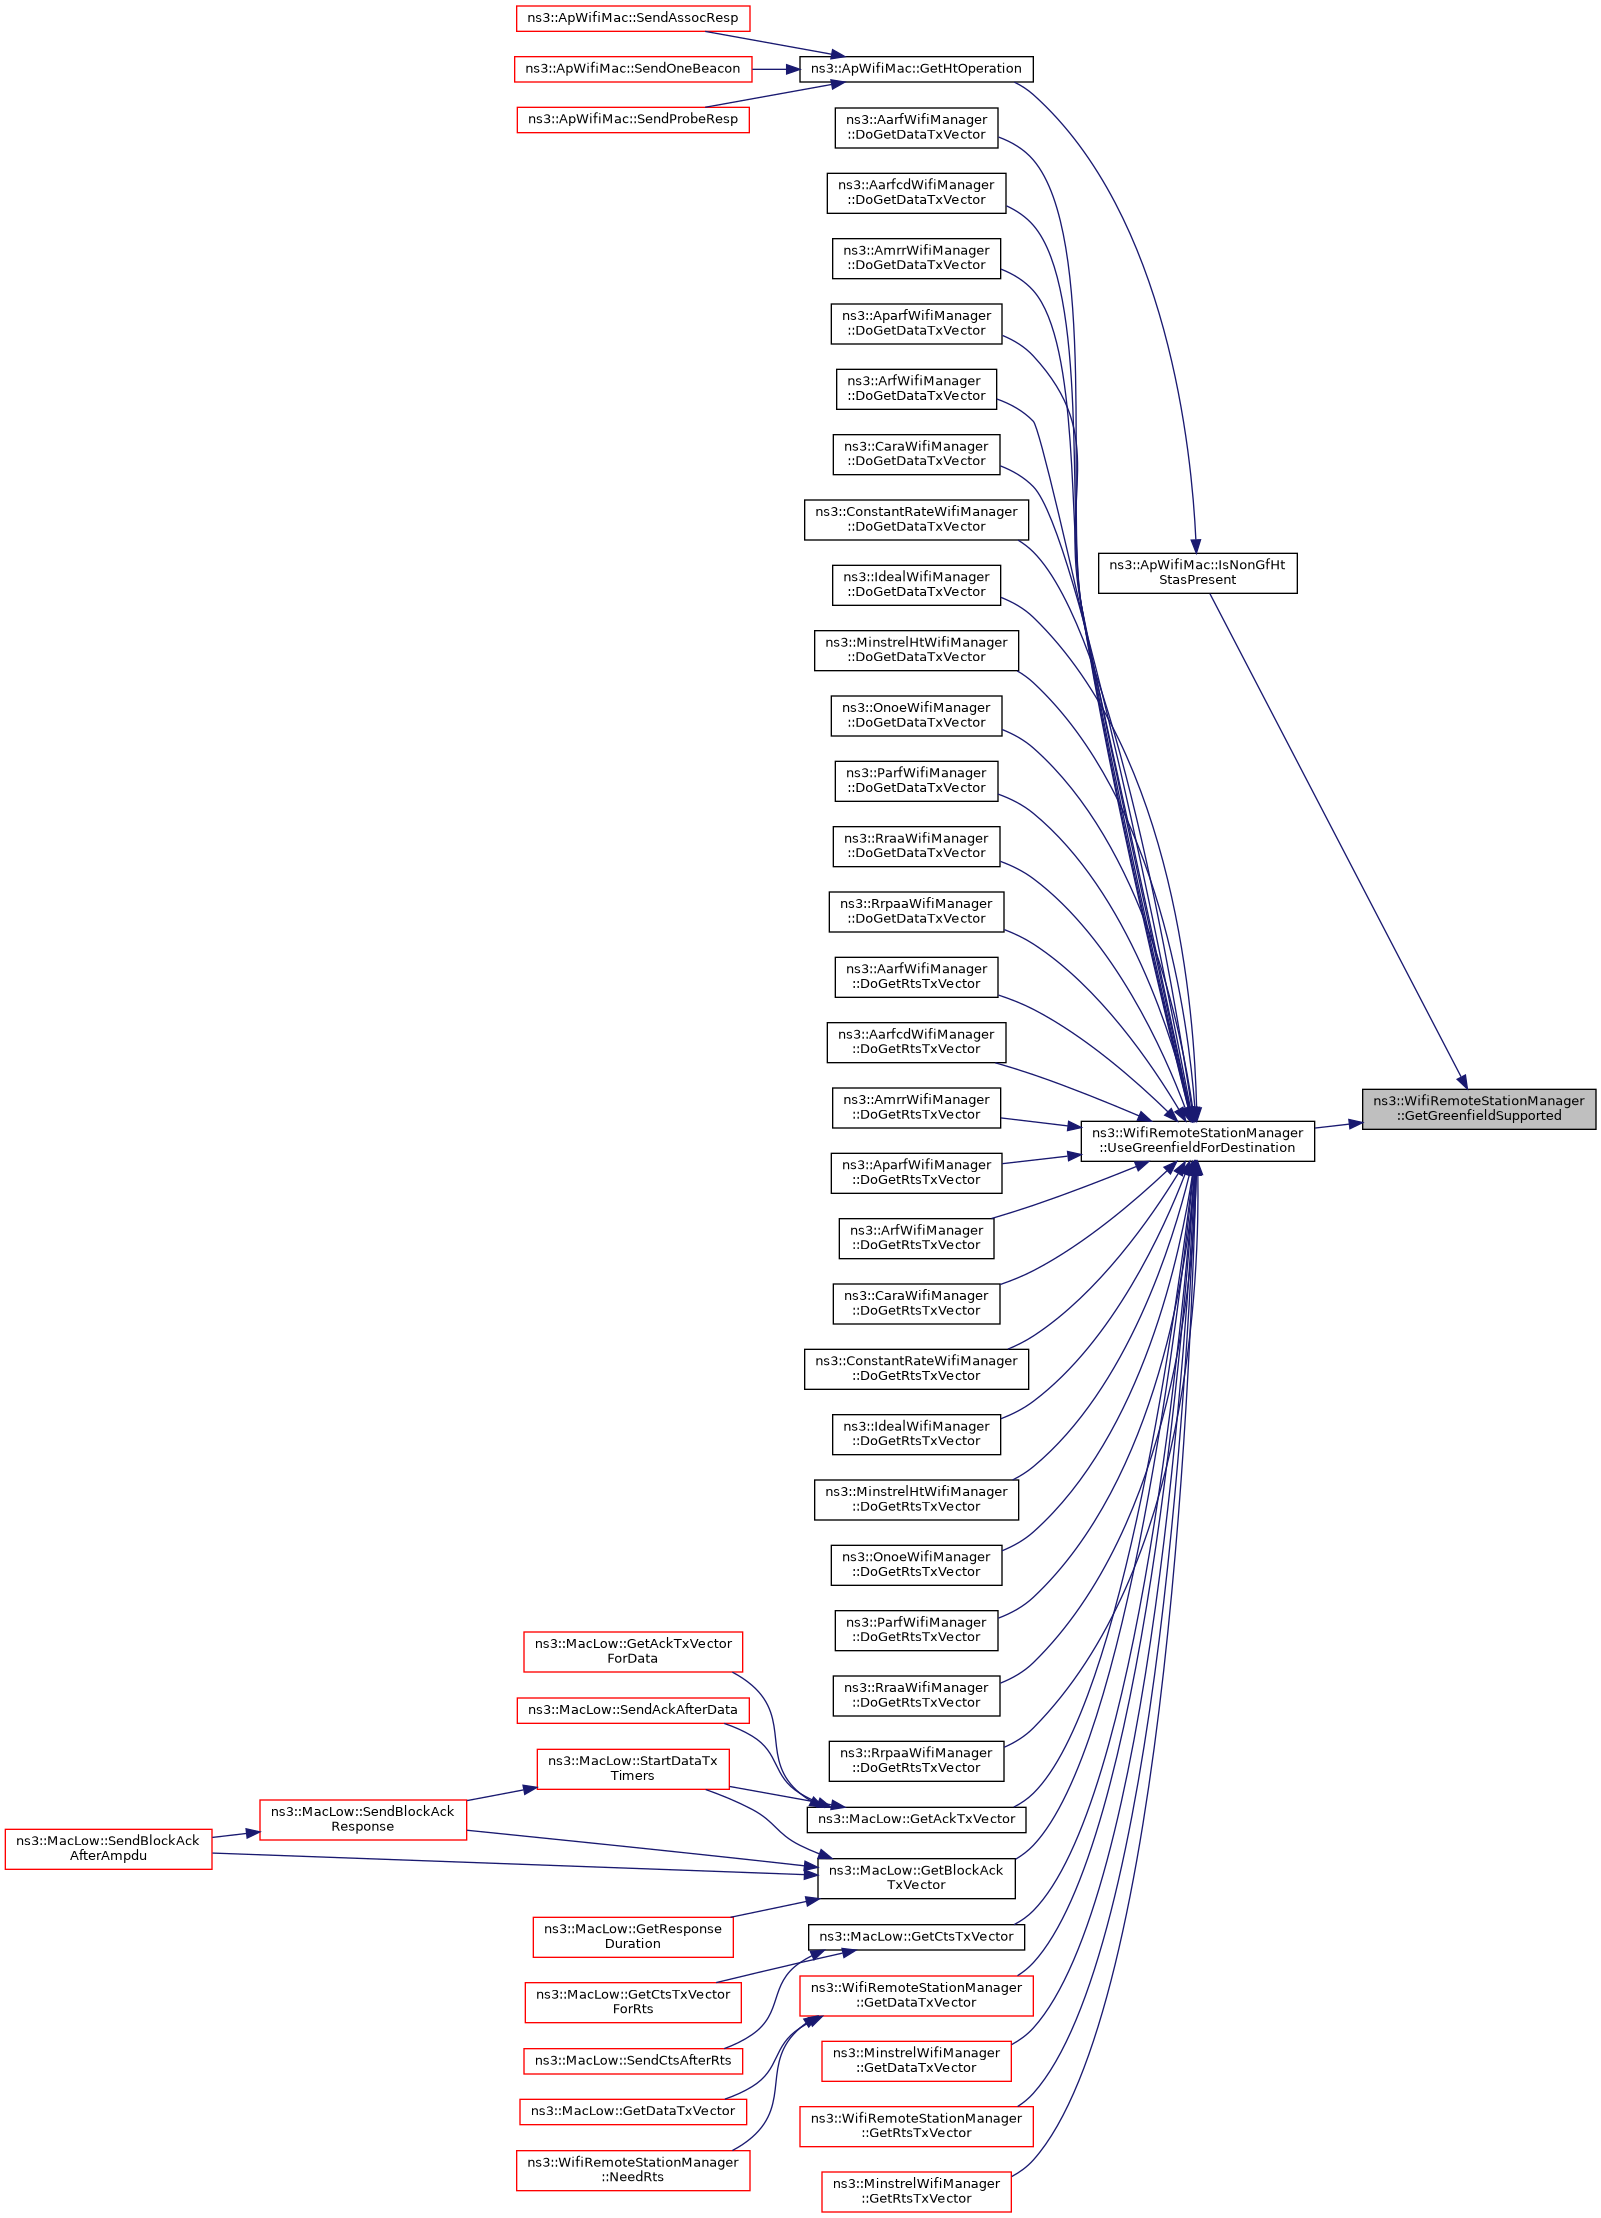 ns3::ApWifiMac::SendAssocResp
ns3::ApWifiMac::SendOneBeacon
ns3::ApWifiMac::GetHtOperation
ns3::ApWifiMac::SendProbeResp
ns3::AarfWifiManager
::DoGetDataTxVector
ns3::AarfcdWifiManager
::DoGetDataTxVector
ns3::AmrrWifiManager
::DoGetDataTxVector
ns3::AparfWifiManager
::DoGetDataTxVector
ns3::ArfWifiManager
::DoGetDataTxVector
ns3::CaraWifiManager
::DoGetDataTxVector
ns3::ConstantRateWifiManager
::DoGetDataTxVector
ns3::ApWifiMac::IsNonGfHt
StasPresent
ns3::IdealWifiManager
::DoGetDataTxVector
ns3::MinstrelHtWifiManager
::DoGetDataTxVector
ns3::OnoeWifiManager
::DoGetDataTxVector
ns3::ParfWifiManager
::DoGetDataTxVector
ns3::RraaWifiManager
::DoGetDataTxVector
ns3::RrpaaWifiManager
::DoGetDataTxVector
ns3::AarfWifiManager
::DoGetRtsTxVector
ns3::AarfcdWifiManager
::DoGetRtsTxVector
ns3::AmrrWifiManager
::DoGetRtsTxVector
ns3::WifiRemoteStationManager
::GetGreenfieldSupported
ns3::WifiRemoteStationManager
::UseGreenfieldForDestination
ns3::AparfWifiManager
::DoGetRtsTxVector
ns3::ArfWifiManager
::DoGetRtsTxVector
ns3::CaraWifiManager
::DoGetRtsTxVector
ns3::ConstantRateWifiManager
::DoGetRtsTxVector
ns3::IdealWifiManager
::DoGetRtsTxVector
ns3::MinstrelHtWifiManager
::DoGetRtsTxVector
ns3::OnoeWifiManager
::DoGetRtsTxVector
ns3::ParfWifiManager
::DoGetRtsTxVector
ns3::MacLow::GetAckTxVector
ForData
ns3::RraaWifiManager
::DoGetRtsTxVector
ns3::MacLow::SendAckAfterData
ns3::RrpaaWifiManager
::DoGetRtsTxVector
ns3::MacLow::StartDataTx
Timers
ns3::MacLow::SendBlockAck
Response
ns3::MacLow::GetAckTxVector
ns3::MacLow::SendBlockAck
AfterAmpdu
ns3::MacLow::GetBlockAck
TxVector
ns3::MacLow::GetResponse
Duration
ns3::MacLow::GetCtsTxVector
ns3::MacLow::GetCtsTxVector
ForRts
ns3::WifiRemoteStationManager
::GetDataTxVector
ns3::MacLow::SendCtsAfterRts
ns3::MinstrelWifiManager
::GetDataTxVector
ns3::MacLow::GetDataTxVector
ns3::WifiRemoteStationManager
::GetRtsTxVector
ns3::WifiRemoteStationManager
::NeedRts
ns3::MinstrelWifiManager
::GetRtsTxVector